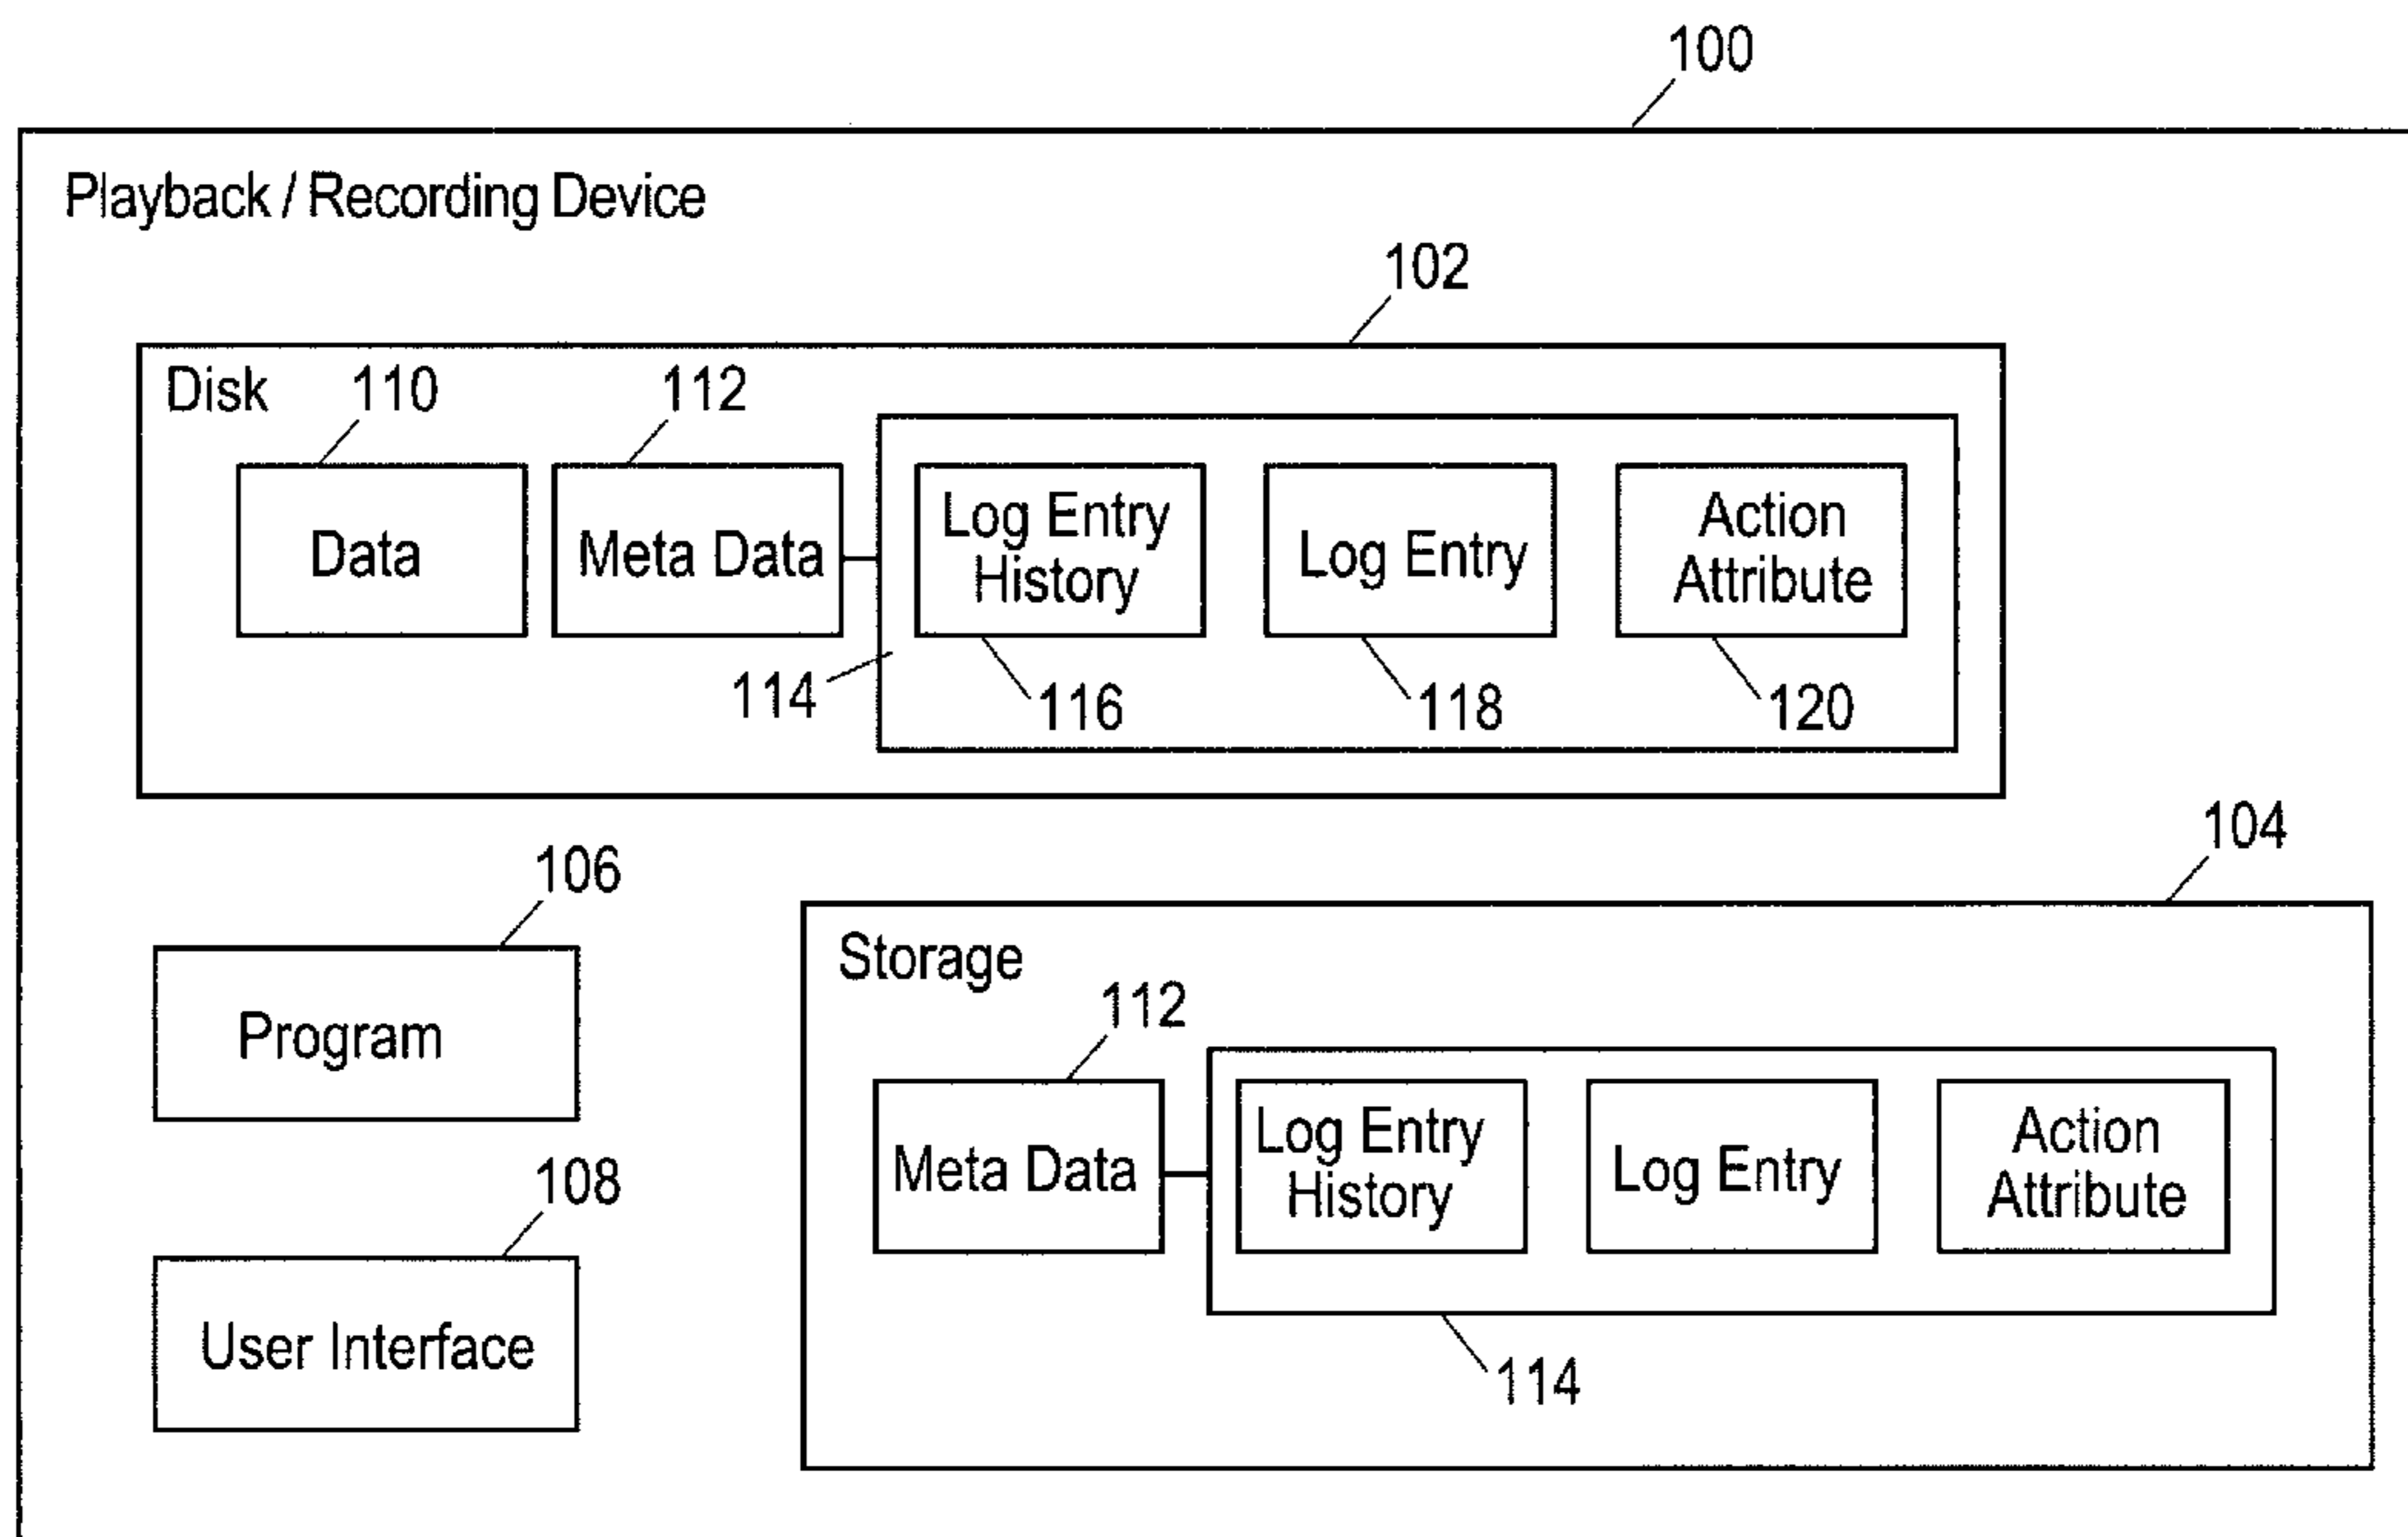 100
Playback / Recording Device
102
Disk
110
112
Data
Meta Data
Log Entry
History
Log Entry
Action
Attribute
114
116
118
120
104
106
Program
Storage
112
Meta Data
Log Entry
History
Log Entry
Action
Attribute
108
User Interface
114